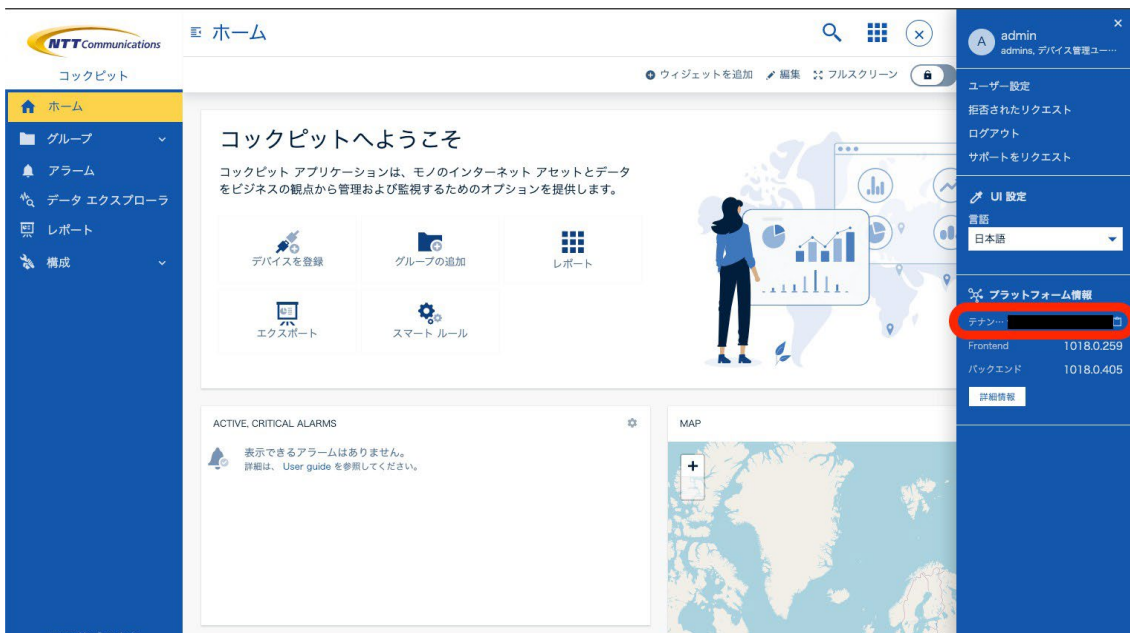 NTT Communications
コックピット
ホーム
グループ
アラーム
データ エクスプローラ
レポート
構成
ホーム
ウィジェットを追加
編集
フルスクリーン
コックピットへようこそ
コックピット アプリケーションは、モノのインターネット アセットとデータ
をビジネスの観点から管理および監視するためのオプションを提供します。
デバイスを登録
グループの追加
レポート
エクスポート
スマート ルール
ACTIVE, CRITICAL ALARMS
表示できるアラームはありません。
詳細は、 User guide を参照してください。
MAP
+
A
admin
admins, デバイス管理ユー…
ユーザー設定
拒否されたリクエスト
ログアウト
サポートをリクエスト
UI 設定
言語
日本語
プラットフォーム情報
テナン…
Frontend 1018.0.259
バックエンド 1018.0.405
詳細情報